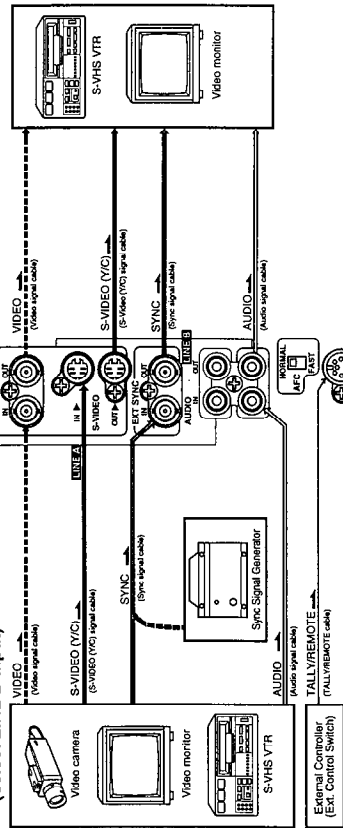 VIDEO
(Video signal cable)
S-VIDEO (Y/C)
(S-VIDEO (Y/C) signal cable)
SYNC
(Sync signal cable)
AUDIO
(Audio signal cable)
TALLY/REMOTE
(TALLY/REMOTE cable)
Video camera
Video monitor
S-VHS VTR
External Controller
(Ext. Control Switch)
Sync Signal Generator
LINE A
IN
OUT
IN
S-VIDEO
OUT
IN
OUT
EXT SYNC
LINE B
AUDIO
IN
OUT
NORMAL
AFC
FAST
VIDEO
(Video signal cable)
S-VIDEO (Y/C)
(S-Video (Y/C) signal cable)
SYNC
(Sync signal cable)
AUDIO
(Audio signal cable)
S-VHS VTR
Video monitor